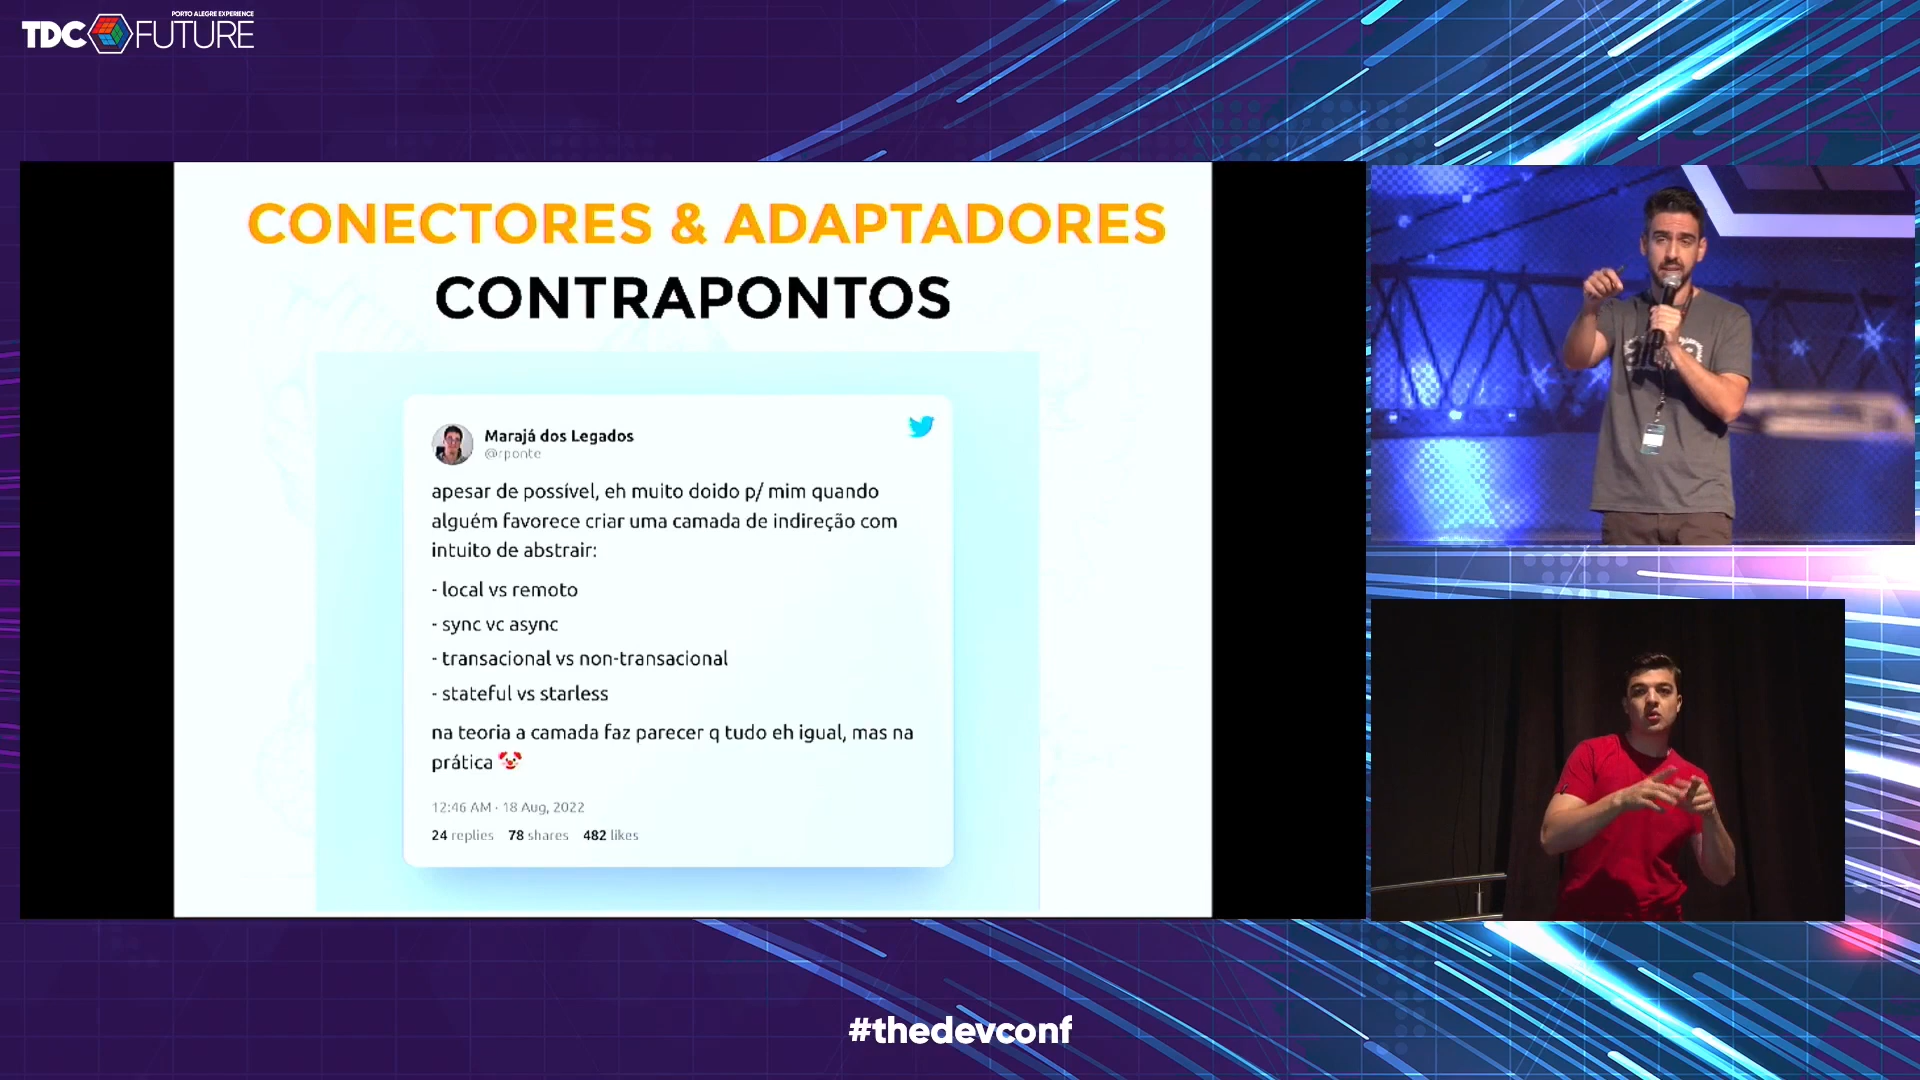 PORTO ALEGRE EXPERIENCE
TDC FUTURE
CONECTORES & ADAPTADORES
CONTRAPONTOS
Marajá dos Legados
@rponte
apesar de possível, eh muito doido p/ mim quando
alguém favorece criar uma camada de indireção com
intuito de abstrair:
- local vs remoto
- sync vc async
- transacional vs non-transacional
- stateful vs starless
na teoria a camada faz parecer q tudo eh igual, mas na
prática 🤡
12:46 AM · 18 Aug, 2022
24 replies 78 shares 482 likes
#thedevconf